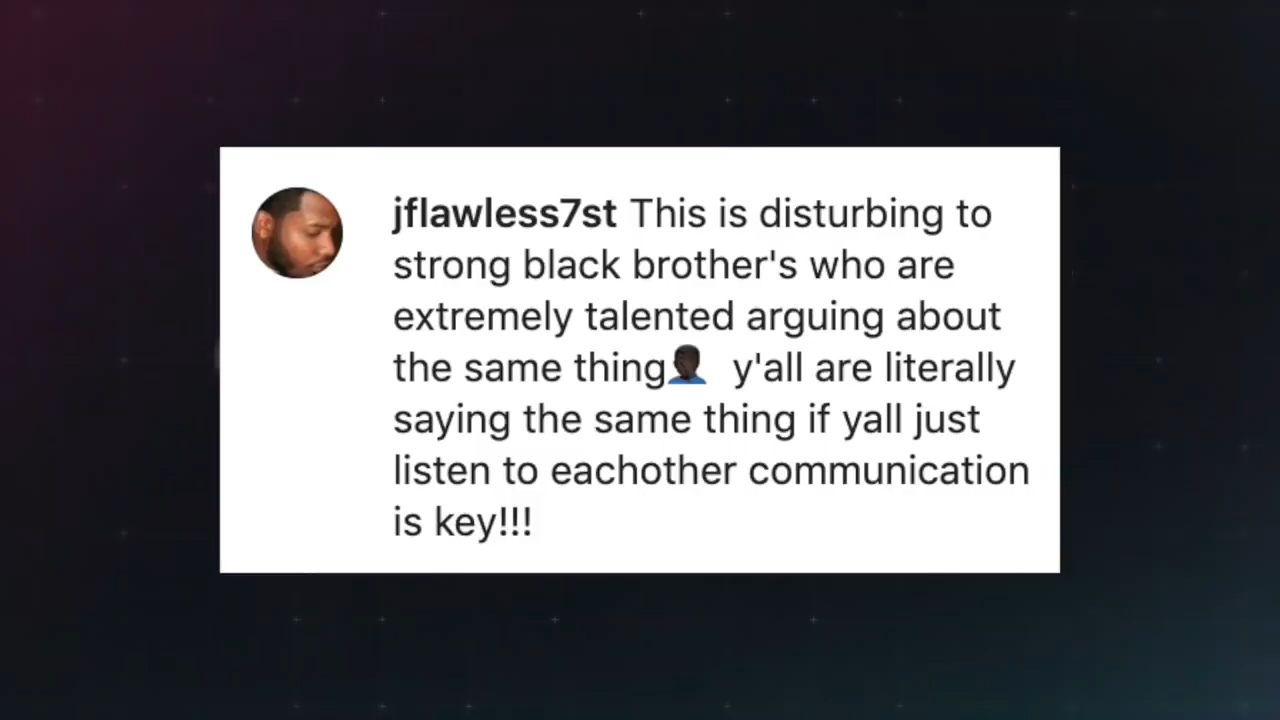 jflawless7st This is disturbing to
strong black brother's who are
extremely talented arguing about
the same thing🤦🏿‍♂️ y'all are literally
saying the same thing if yall just
listen to eachother communication
is key!!!